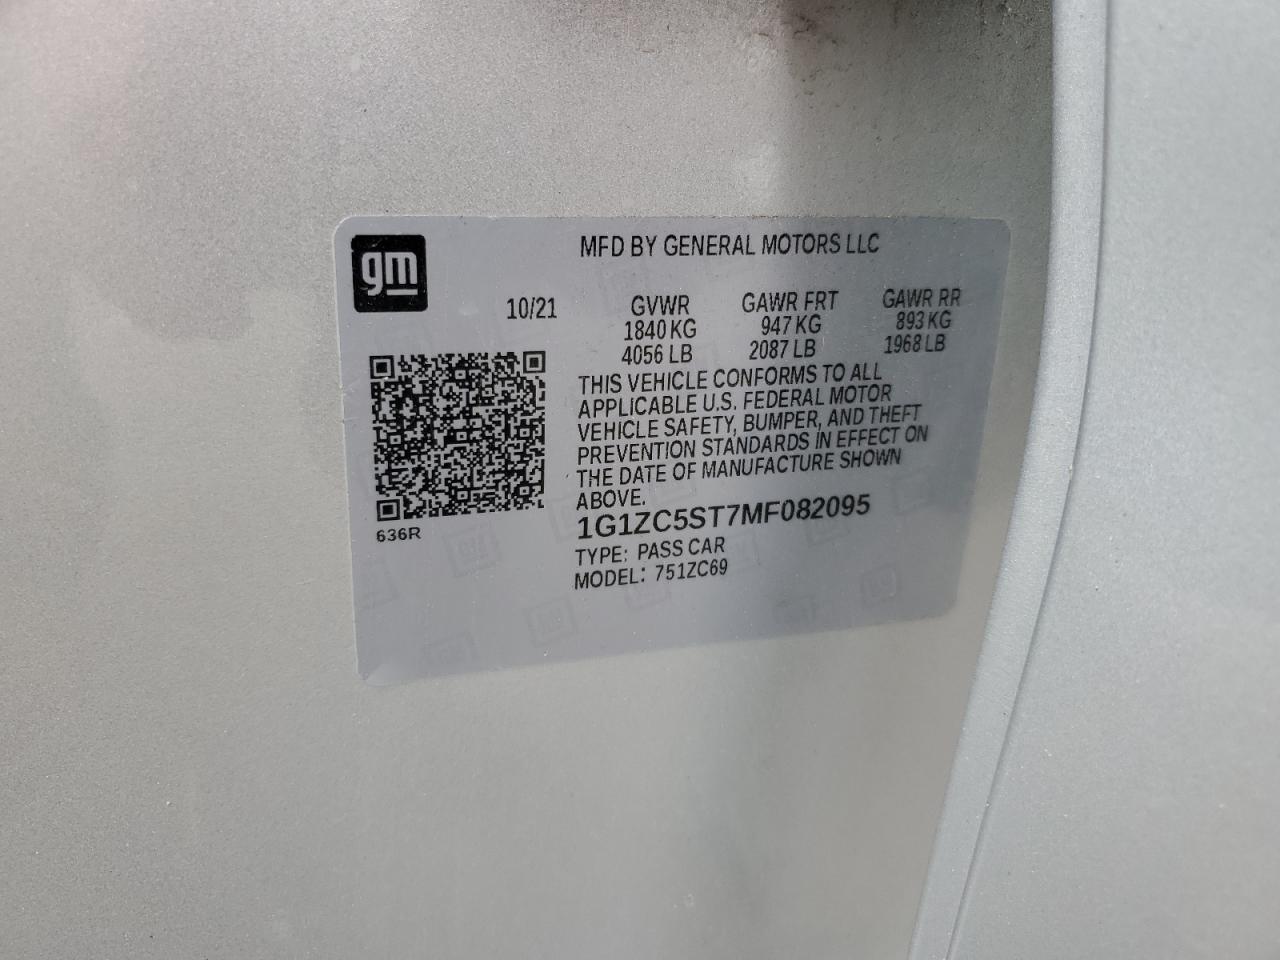 gm
MFD BY GENERAL MOTORS LLC
10/21 GVWR GAWR FRT GAWR RR
1840 KG 947 KG 893 KG
4056 LB 2087 LB 1968 LB
THIS VEHICLE CONFORMS TO ALL
APPLICABLE U.S. FEDERAL MOTOR
VEHICLE SAFETY, BUMPER, AND THEFT
PREVENTION STANDARDS IN EFFECT ON
THE DATE OF MANUFACTURE SHOWN
ABOVE.
1G1ZC5ST7MF082095
636R
TYPE: PASS CAR
MODEL: 751ZC69